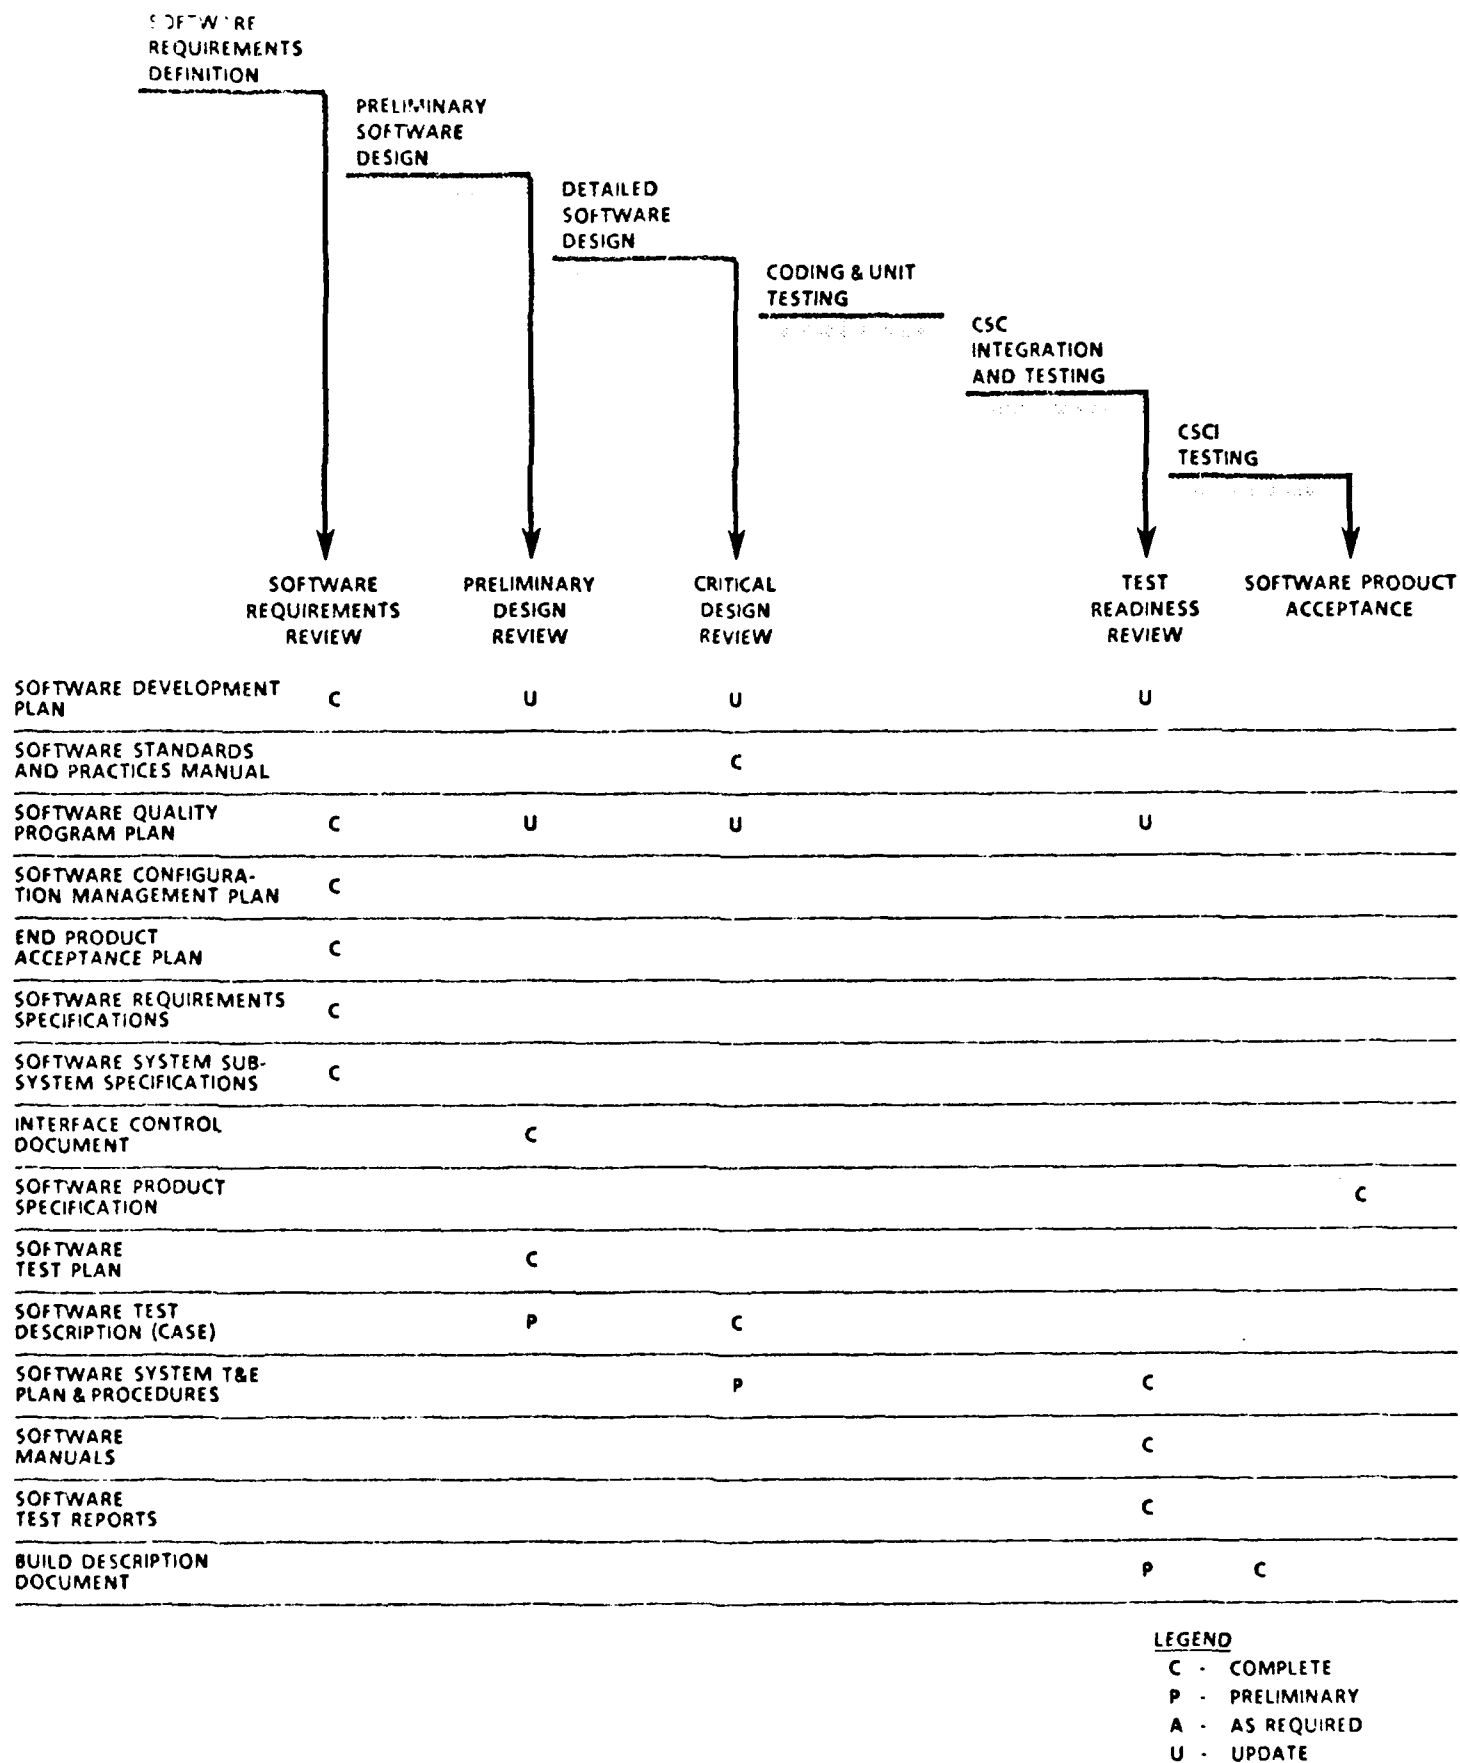 SOFTWARE
REQUIREMENTS
DEFINITION
PRELIMINARY
SOFTWARE
DESIGN
DETAILED
SOFTWARE
DESIGN
CODING & UNIT
TESTING
CSC
INTEGRATION
AND TESTING
CSCI
TESTING
SOFTWARE
REQUIREMENTS
REVIEW
PRELIMINARY
DESIGN
REVIEW
CRITICAL
DESIGN
REVIEW
TEST
READINESS
REVIEW
SOFTWARE PRODUCT
ACCEPTANCE
SOFTWARE DEVELOPMENT
PLAN
C U U U
SOFTWARE STANDARDS
AND PRACTICES MANUAL
C
SOFTWARE QUALITY
PROGRAM PLAN
C U U U
SOFTWARE CONFIGURA-
TION MANAGEMENT PLAN
C
END PRODUCT
ACCEPTANCE PLAN
C
SOFTWARE REQUIREMENTS
SPECIFICATIONS
C
SOFTWARE SYSTEM SUB-
SYSTEM SPECIFICATIONS
C
INTERFACE CONTROL
DOCUMENT
C
SOFTWARE PRODUCT
SPECIFICATION
C
SOFTWARE
TEST PLAN
C
SOFTWARE TEST
DESCRIPTION (CASE)
P C
SOFTWARE SYSTEM T&E
PLAN & PROCEDURES
P C
SOFTWARE
MANUALS
C
SOFTWARE
TEST REPORTS
C
BUILD DESCRIPTION
DOCUMENT
P C
LEGEND
C - COMPLETE
P - PRELIMINARY
A - AS REQUIRED
U - UPDATE